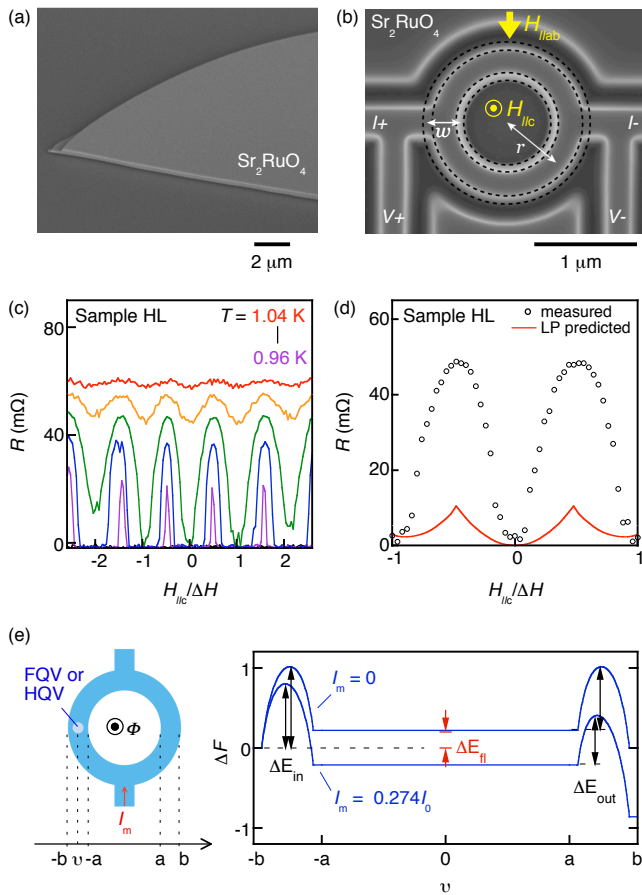 (a)
Sr₂RuO₄
2 μm
(b)
Sr₂RuO₄
H//ab
I+
I-
H//c
w
r
V+
V-
1 μm
(c)
Sample HL
T = 1.04 K
0.96 K
80
40
0
R (mΩ)
-2
-1
0
1
2
H//c/ΔH
(d)
Sample HL
measured
LP predicted
60
40
20
0
R (mΩ)
-1
0
1
H//c/ΔH
(e)
FQV or
HQV
Φ
Im
-b
υ
-a
a
b
1
0
-1
ΔF
Im = 0
ΔEin
ΔEfl
ΔEout
Im = 0.274I0
-b
-a
0
a
b
υ